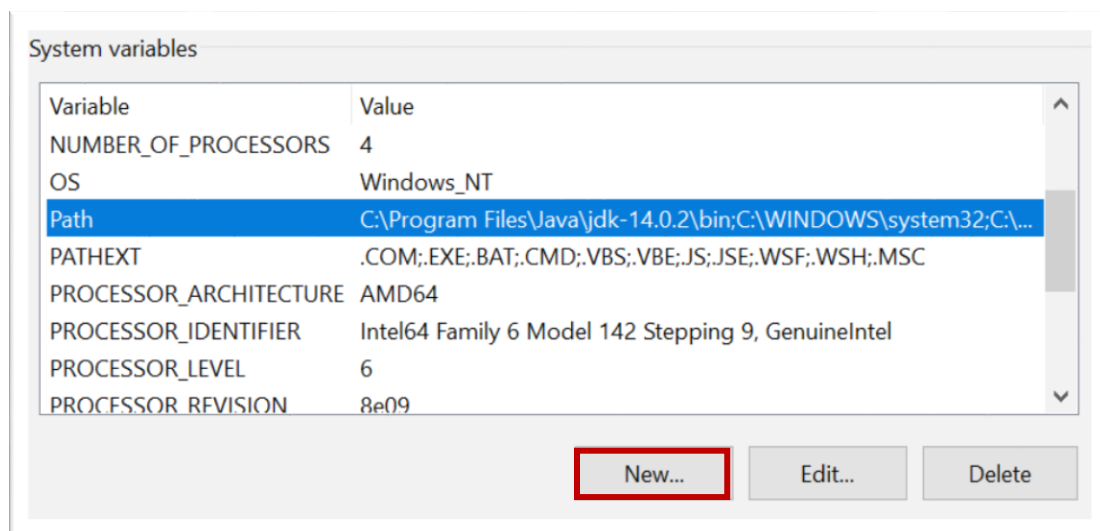 System variables
Variable Value
NUMBER_OF_PROCESSORS 4
OS Windows_NT
Path C:\Program Files\Java\jdk-14.0.2\bin;C:\WINDOWS\system32;C:\...
PATHEXT .COM;.EXE;.BAT;.CMD;.VBS;.VBE;.JS;.JSE;.WSF;.WSH;.MSC
PROCESSOR_ARCHITECTURE AMD64
PROCESSOR_IDENTIFIER Intel64 Family 6 Model 142 Stepping 9, GenuineIntel
PROCESSOR_LEVEL 6
PROCESSOR_REVISION 8e09
New... Edit... Delete